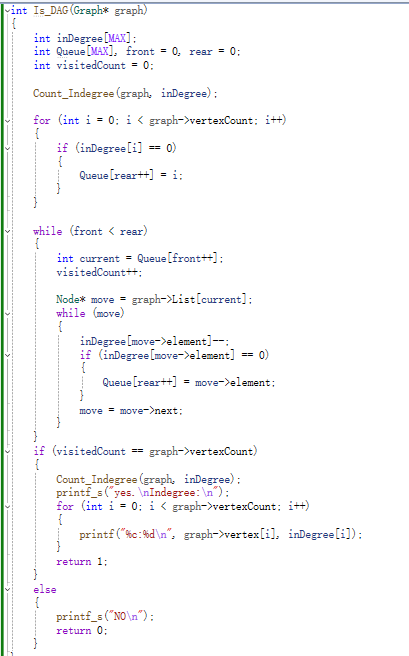 int Is_DAG(Graph* graph)
{
    int inDegree[MAX];
    int Queue[MAX], front = 0, rear = 0;
    int visitedCount = 0;

    Count_Indegree(graph, inDegree);

    for (int i = 0; i < graph->vertexCount; i++)
    {
        if (inDegree[i] == 0)
        {
            Queue[rear++] = i;
        }
    }

    while (front < rear)
    {
        int current = Queue[front++];
        visitedCount++;

        Node* move = graph->List[current];
        while (move)
        {
            inDegree[move->element]--;
            if (inDegree[move->element] == 0)
            {
                Queue[rear++] = move->element;
            }
            move = move->next;
        }
    }
    if (visitedCount == graph->vertexCount)
    {
        Count_Indegree(graph, inDegree);
        printf_s("yes.\nIndegree:\n");
        for (int i = 0; i < graph->vertexCount; i++)
        {
            printf("%c:%d\n", graph->vertex[i], inDegree[i]);
        }
        return 1;
    }
    else
    {
        printf_s("NO\n");
        return 0;
    }
}